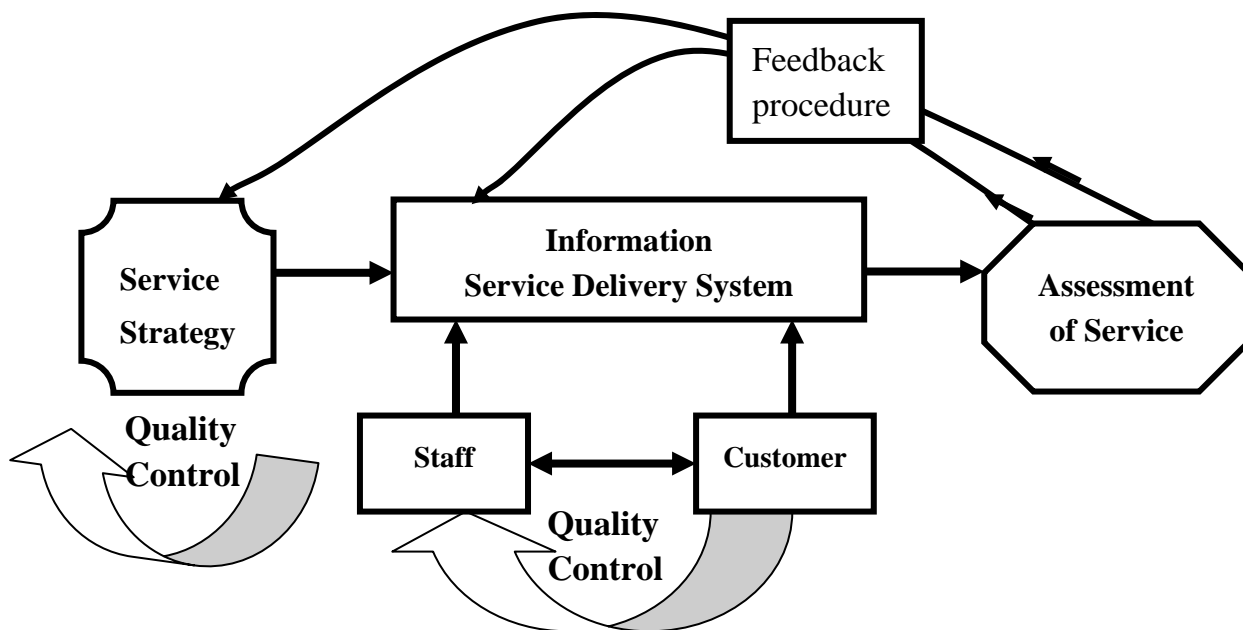 Feedback
procedure
Information
Service Delivery System
Service
Strategy
Assessment
of Service
Quality
Control
Staff
Customer
Quality
Control